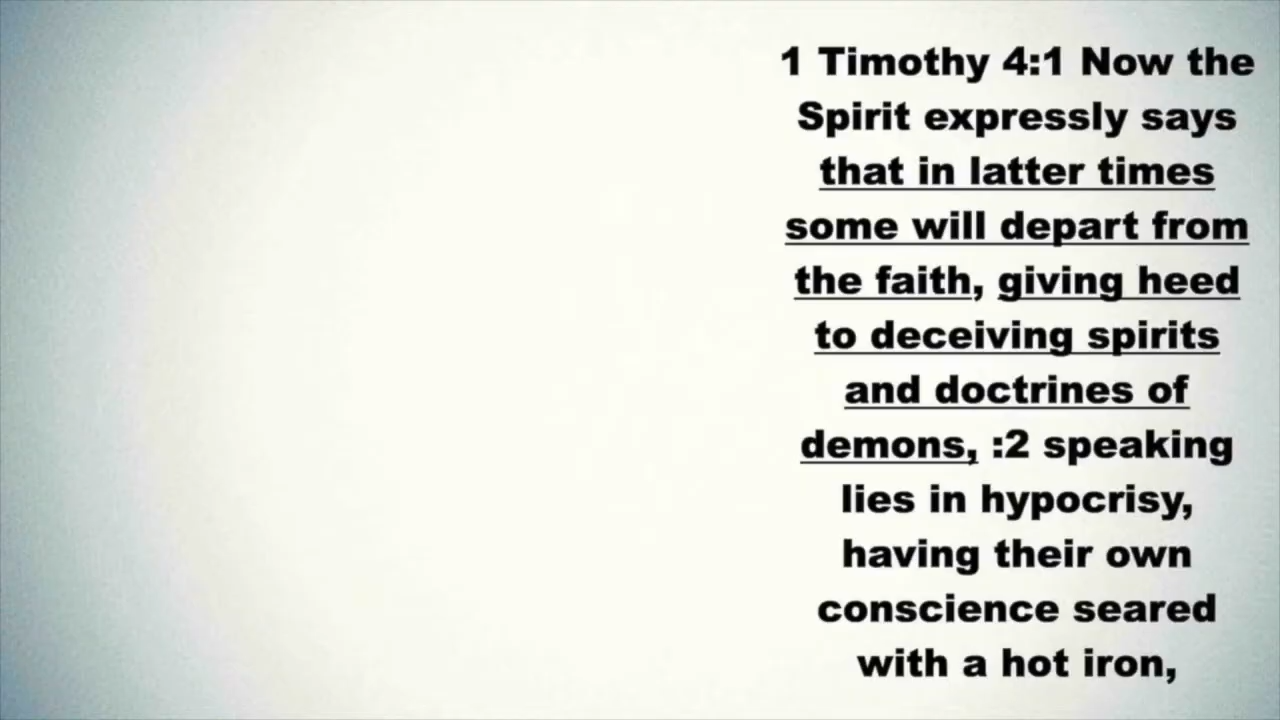 1 Timothy 4:1 Now the
Spirit expressly says
that in latter times
some will depart from
the faith, giving heed
to deceiving spirits
and doctrines of
demons, :2 speaking
lies in hypocrisy,
having their own
conscience seared
with a hot iron,